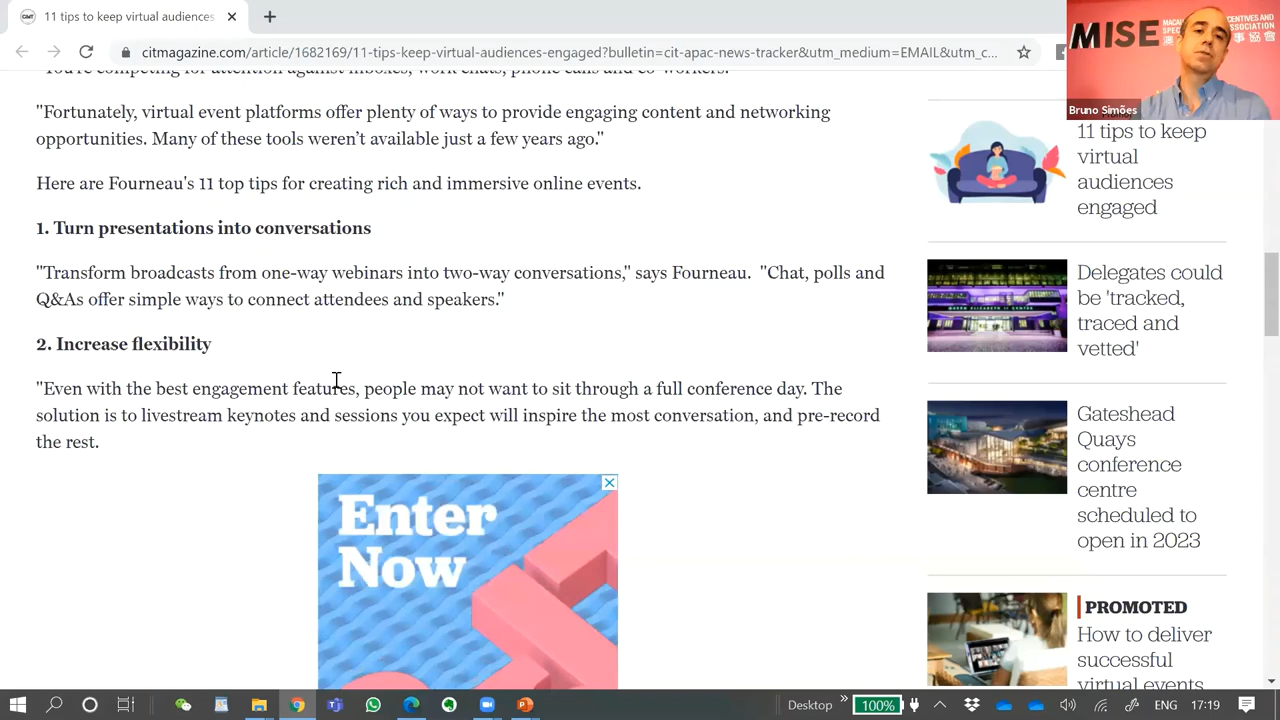 11 tips to keep virtual audiences
citmagazine.com/article/1682169/11-tips-keep-virtual-audiences-engaged?bulletin=cit-apac-news-tracker&utm_medium=EMAIL&utm_c...
"You're competing for attention against inboxes, work chats, phone calls and co-workers.
"Fortunately, virtual event platforms offer plenty of ways to provide engaging content and networking
opportunities. Many of these tools weren't available just a few years ago."
Here are Fourneau's 11 top tips for creating rich and immersive online events.
1. Turn presentations into conversations
"Transform broadcasts from one-way webinars into two-way conversations," says Fourneau. "Chat, polls and
Q&As offer simple ways to connect attendees and speakers."
2. Increase flexibility
"Even with the best engagement features, people may not want to sit through a full conference day. The
solution is to livestream keynotes and sessions you expect will inspire the most conversation, and pre-record
the rest.
Enter
Now
MISE
Bruno Simões
11 tips to keep
virtual
audiences
engaged
Delegates could
be 'tracked,
traced and
vetted'
Gateshead
Quays
conference
centre
scheduled to
open in 2023
PROMOTED
How to deliver
successful
virtual events
Desktop
100%
ENG
17:19